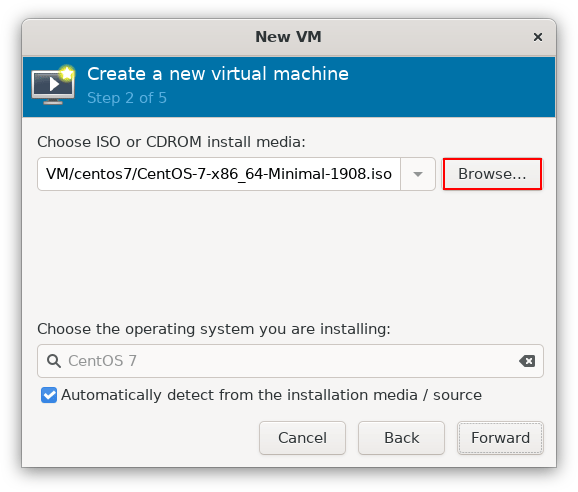 New VM
Create a new virtual machine
Step 2 of 5
Choose ISO or CDROM install media:
VM/centos7/CentOS-7-x86_64-Minimal-1908.iso
Browse...
Choose the operating system you are installing:
CentOS 7
Automatically detect from the installation media / source
Cancel Back Forward